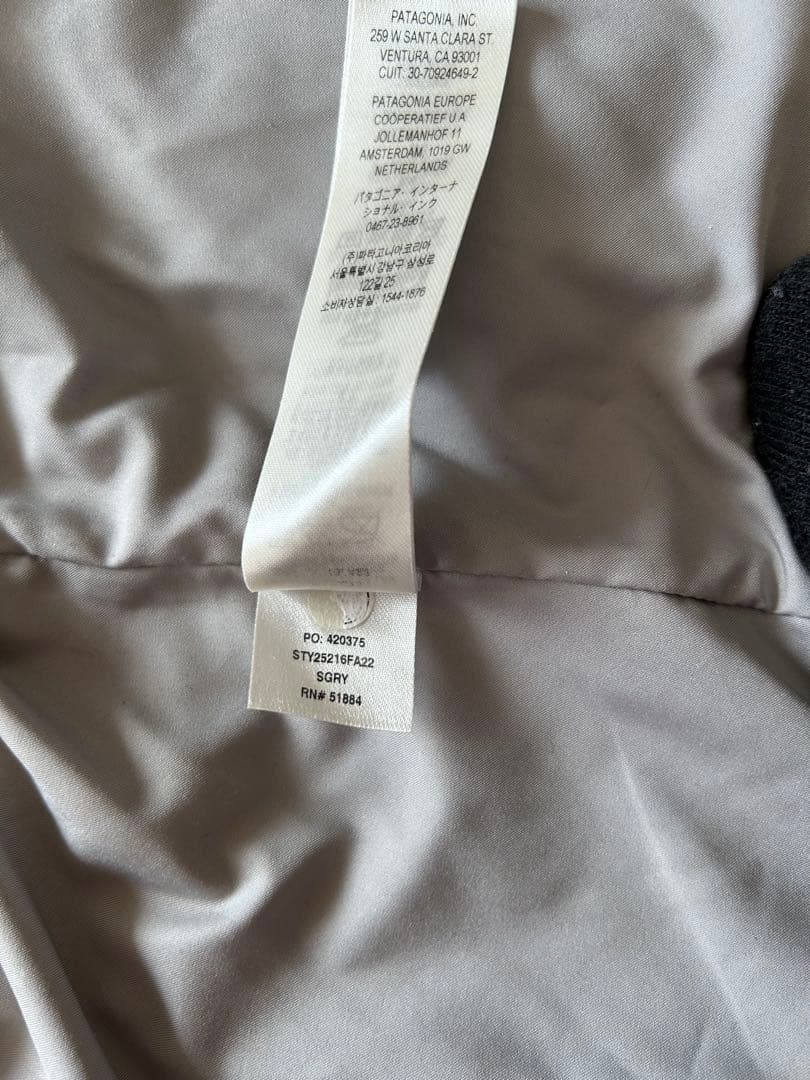 PATAGONIA, INC.
259 W SANTA CLARA ST.
VENTURA, CA 93001
CUIT: 30-70924649-2
PATAGONIA EUROPE
COÖPERATIEF U.A
JOLLEMANHOF 11
AMSTERDAM, 1019 GW
NETHERLANDS
パタゴニア・インターナ
ショナル・インク
0467-23-8961
(주)파타고니아코리아
서울특별시 강남구 삼성로
122길 25
소비자상담실 : 1544-1876
PO: 420375
STY25216FA22
SGRY
RN# 51884